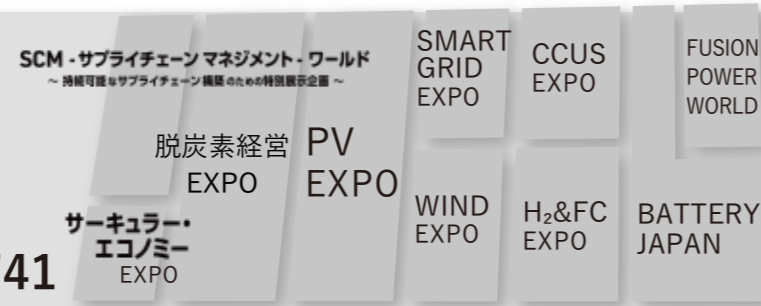 SCM - サプライチェーン マネジメント - ワールド
～ 持続可能なサプライチェーン構築のための特別展示企画 ～
脱炭素経営
EXPO
サーキュラー・
エコノミー
EXPO
41
PV
EXPO
SMART
GRID
EXPO
WIND
EXPO
CCUS
EXPO
H₂&FC
EXPO
FUSION
POWER
WORLD
BATTERY
JAPAN